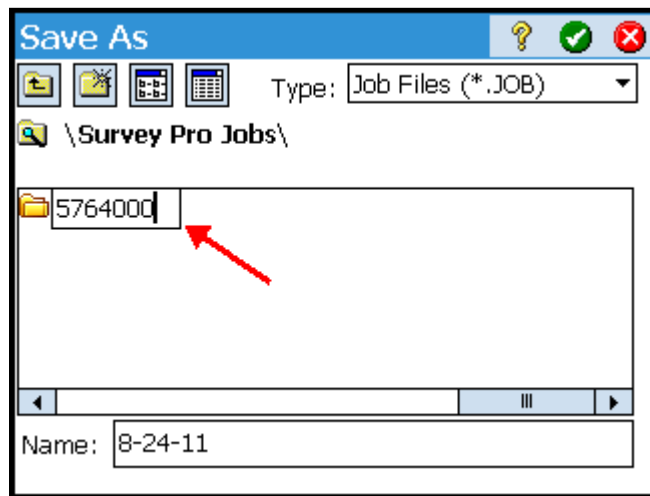 Save As
Type: Job Files (*.JOB)
\Survey Pro Jobs\
5764000
Name: 8-24-11